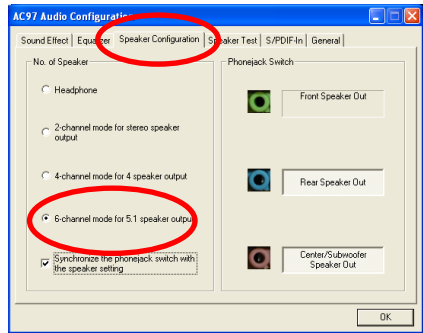 AC97 Audio Configuration
Sound Effect Equalizer Speaker Configuration Speaker Test S/PDIF-In General
No. of Speaker
Headphone
2-channel mode for stereo speaker
output
4-channel mode for 4 speaker output
6-channel mode for 5.1 speaker output
Synchronize the phonejack switch with
the speaker setting
Phonejack Switch
Front Speaker Out
Rear Speaker Out
Center/Subwoofer
Speaker Out
OK